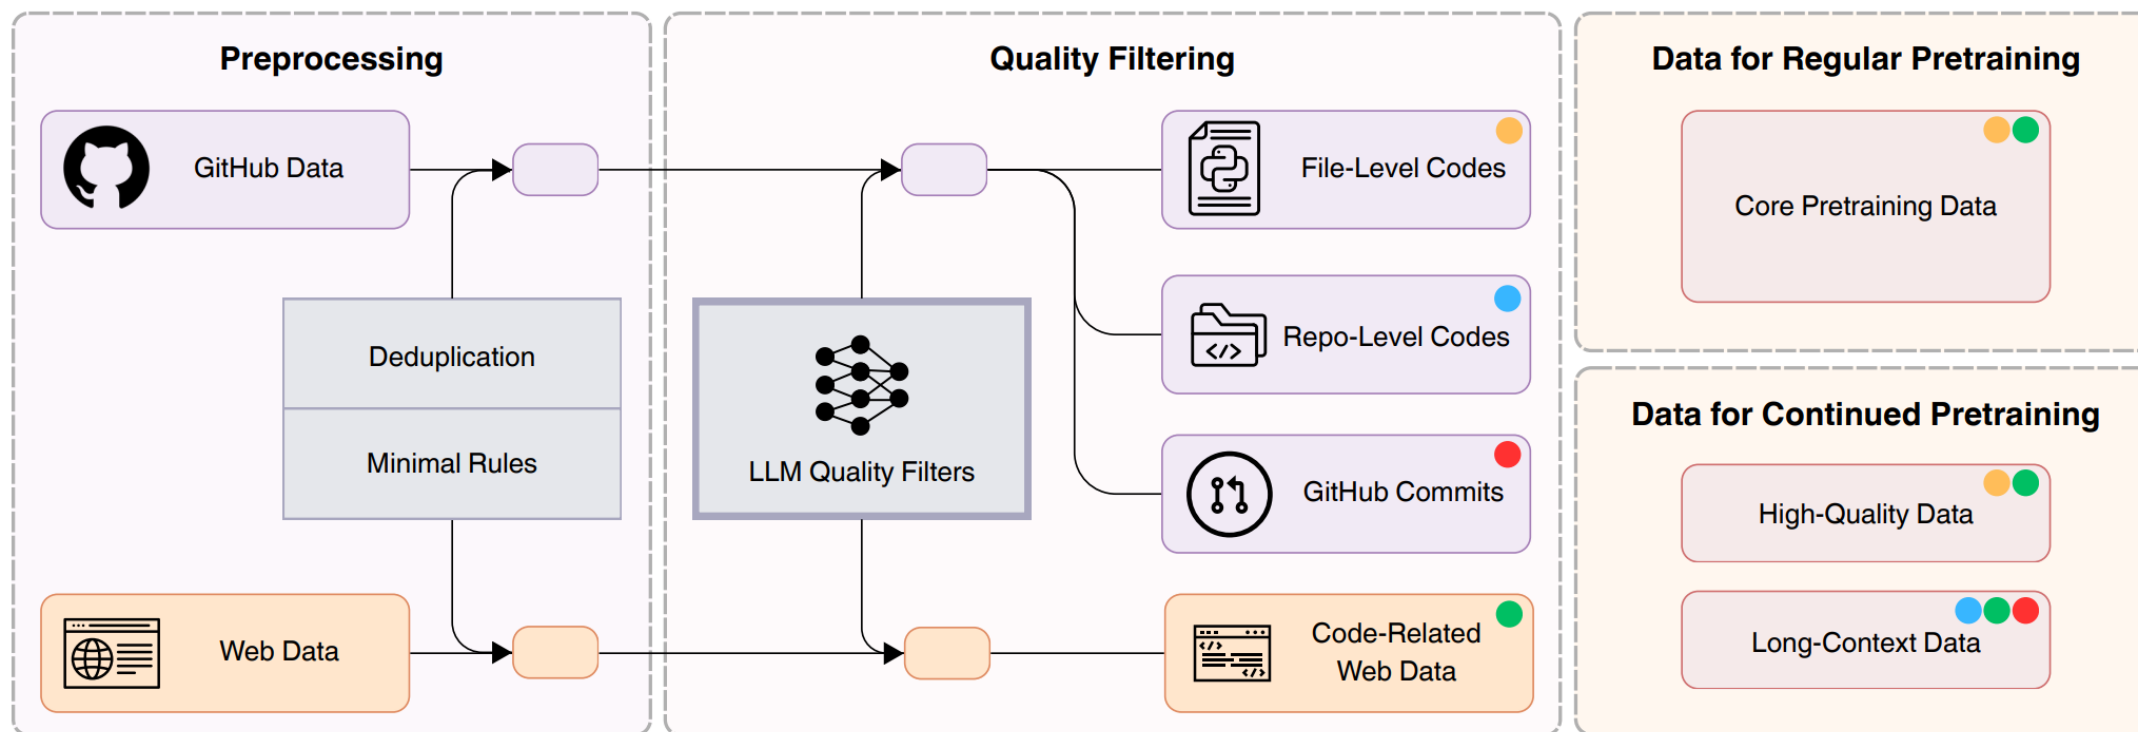 Preprocessing
GitHub Data
Deduplication
Minimal Rules
Web Data
Quality Filtering
LLM Quality Filters
File-Level Codes
Repo-Level Codes
GitHub Commits
Code-Related
Web Data
Data for Regular Pretraining
Core Pretraining Data
Data for Continued Pretraining
High-Quality Data
Long-Context Data